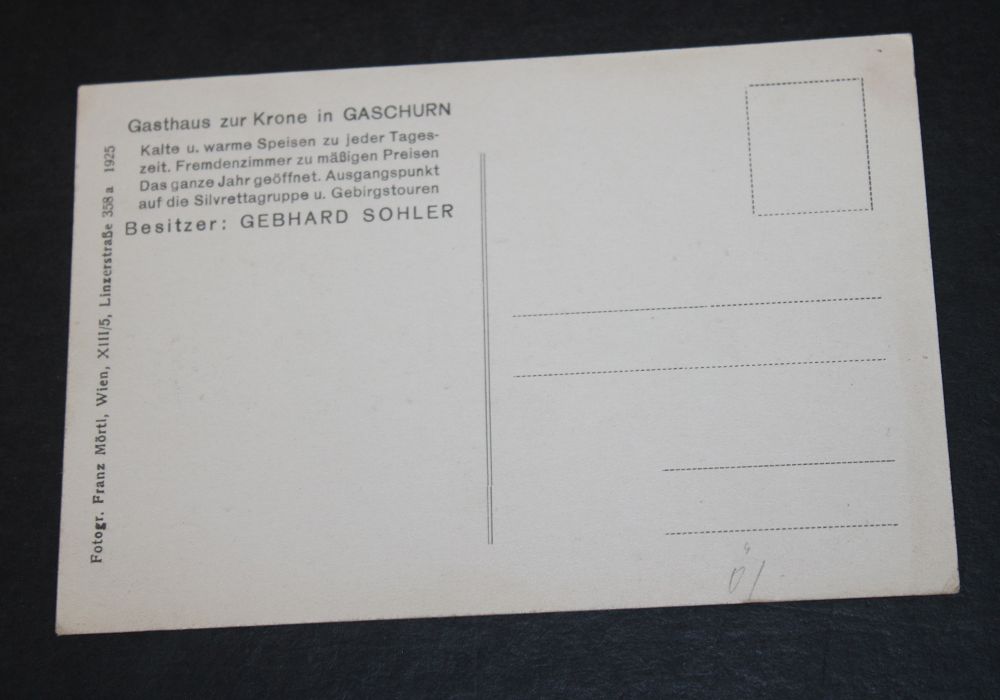 Gasthaus zur Krone in GASCHURN
Kalte u. warme Speisen zu jeder Tages-
zeit. Fremdenzimmer zu mäßigen Preisen
Das ganze Jahr geöffnet. Ausgangspunkt
auf die Silvrettagruppe u. Gebirgstouren
Besitzer: GEBHARD SOHLER
Fotogr. Franz Mörtl, Wien, XIII/5, Linzerstraße 358 a 1925